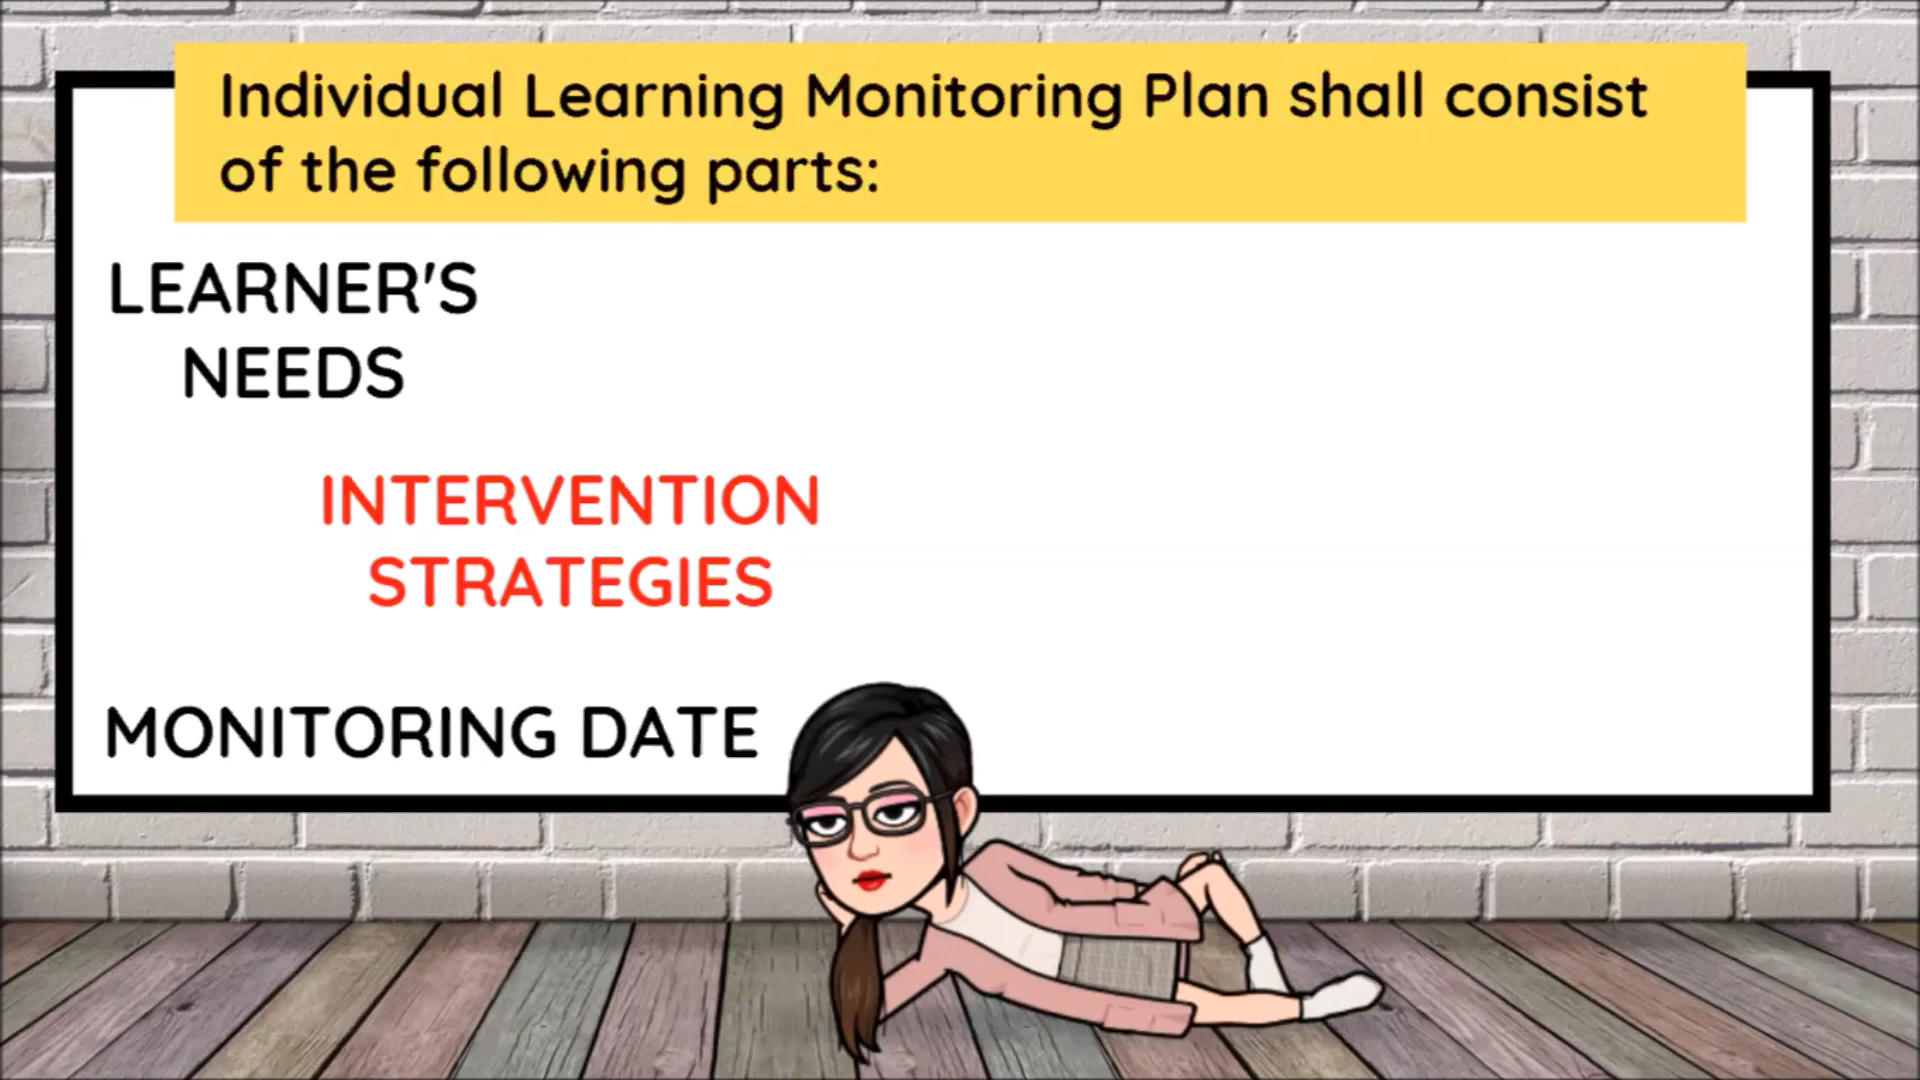 Individual Learning Monitoring Plan shall consist
of the following parts:
LEARNER'S
NEEDS
INTERVENTION
STRATEGIES
MONITORING DATE